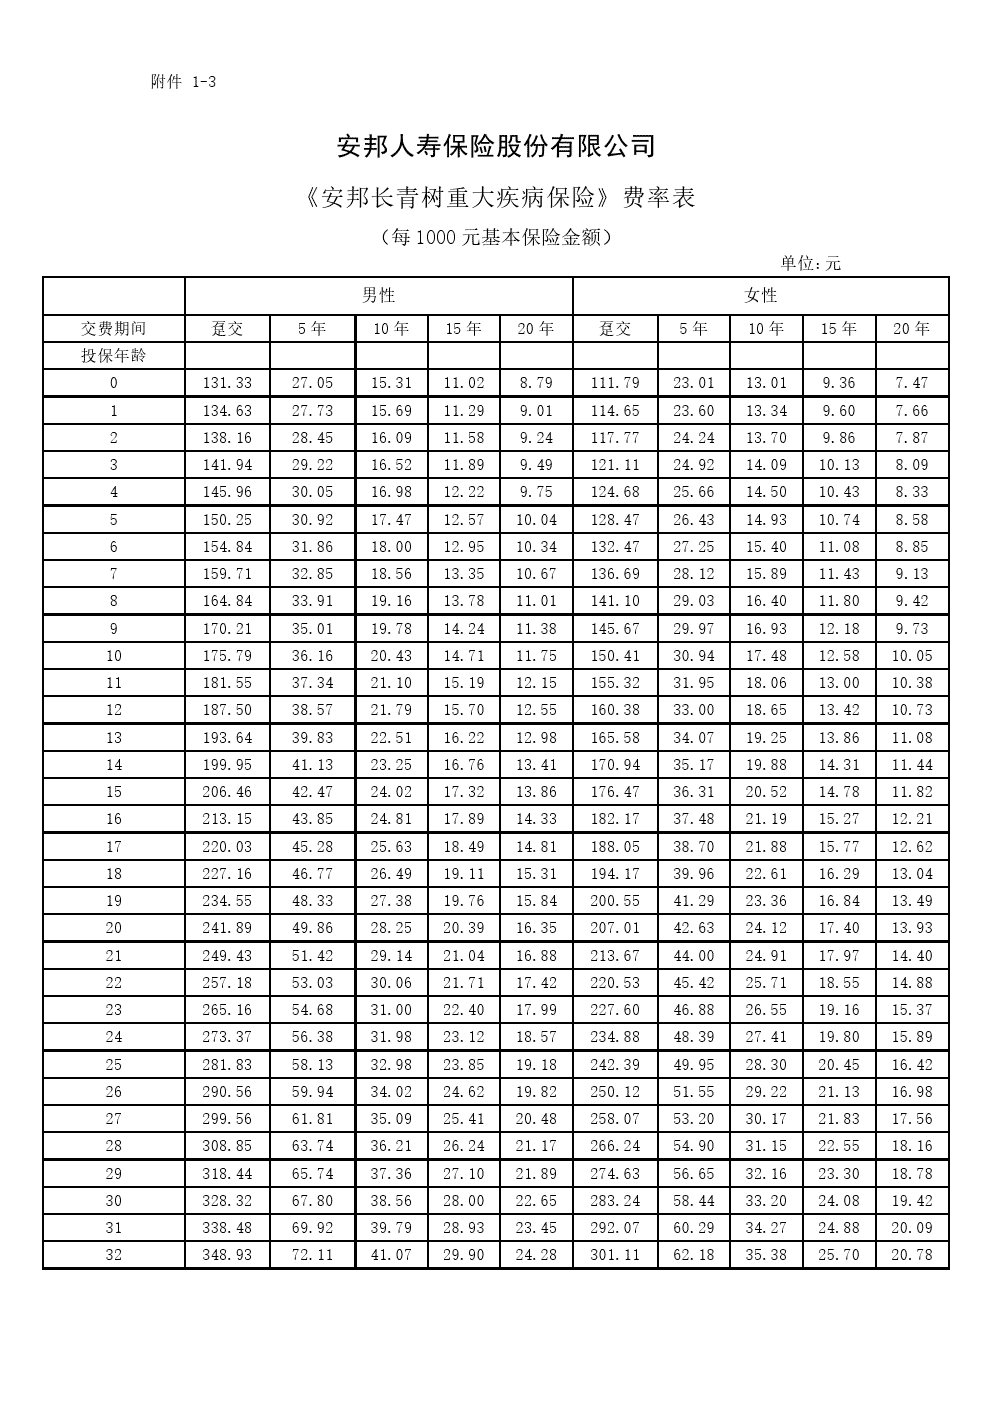 附件 1-3
安邦人寿保险股份有限公司
《安邦长青树重大疾病保险》费率表
（每 1000 元基本保险金额）
单位: 元
男性 女性
交费期间 趸交 5 年 10 年 15 年 20 年 趸交 5 年 10 年 15 年 20 年
投保年龄
0 131.33 27.05 15.31 11.02 8.79 111.79 23.01 13.01 9.36 7.47
1 134.63 27.73 15.69 11.29 9.01 114.65 23.60 13.34 9.60 7.66
2 138.16 28.45 16.09 11.58 9.24 117.77 24.24 13.70 9.86 7.87
3 141.94 29.22 16.52 11.89 9.49 121.11 24.92 14.09 10.13 8.09
4 145.96 30.05 16.98 12.22 9.75 124.68 25.66 14.50 10.43 8.33
5 150.25 30.92 17.47 12.57 10.04 128.47 26.43 14.93 10.74 8.58
6 154.84 31.86 18.00 12.95 10.34 132.47 27.25 15.40 11.08 8.85
7 159.71 32.85 18.56 13.35 10.67 136.69 28.12 15.89 11.43 9.13
8 164.84 33.91 19.16 13.78 11.01 141.10 29.03 16.40 11.80 9.42
9 170.21 35.01 19.78 14.24 11.38 145.67 29.97 16.93 12.18 9.73
10 175.79 36.16 20.43 14.71 11.75 150.41 30.94 17.48 12.58 10.05
11 181.55 37.34 21.10 15.19 12.15 155.32 31.95 18.06 13.00 10.38
12 187.50 38.57 21.79 15.70 12.55 160.38 33.00 18.65 13.42 10.73
13 193.64 39.83 22.51 16.22 12.98 165.58 34.07 19.25 13.86 11.08
14 199.95 41.13 23.25 16.76 13.41 170.94 35.17 19.88 14.31 11.44
15 206.46 42.47 24.02 17.32 13.86 176.47 36.31 20.52 14.78 11.82
16 213.15 43.85 24.81 17.89 14.33 182.17 37.48 21.19 15.27 12.21
17 220.03 45.28 25.63 18.49 14.81 188.05 38.70 21.88 15.77 12.62
18 227.16 46.77 26.49 19.11 15.31 194.17 39.96 22.61 16.29 13.04
19 234.55 48.33 27.38 19.76 15.84 200.55 41.29 23.36 16.84 13.49
20 241.89 49.86 28.25 20.39 16.35 207.01 42.63 24.12 17.40 13.93
21 249.43 51.42 29.14 21.04 16.88 213.67 44.00 24.91 17.97 14.40
22 257.18 53.03 30.06 21.71 17.42 220.53 45.42 25.71 18.55 14.88
23 265.16 54.68 31.00 22.40 17.99 227.60 46.88 26.55 19.16 15.37
24 273.37 56.38 31.98 23.12 18.57 234.88 48.39 27.41 19.80 15.89
25 281.83 58.13 32.98 23.85 19.18 242.39 49.95 28.30 20.45 16.42
26 290.56 59.94 34.02 24.62 19.82 250.12 51.55 29.22 21.13 16.98
27 299.56 61.81 35.09 25.41 20.48 258.07 53.20 30.17 21.83 17.56
28 308.85 63.74 36.21 26.24 21.17 266.24 54.90 31.15 22.55 18.16
29 318.44 65.74 37.36 27.10 21.89 274.63 56.65 32.16 23.30 18.78
30 328.32 67.80 38.56 28.00 22.65 283.24 58.44 33.20 24.08 19.42
31 338.48 69.92 39.79 28.93 23.45 292.07 60.29 34.27 24.88 20.09
32 348.93 72.11 41.07 29.90 24.28 301.11 62.18 35.38 25.70 20.78